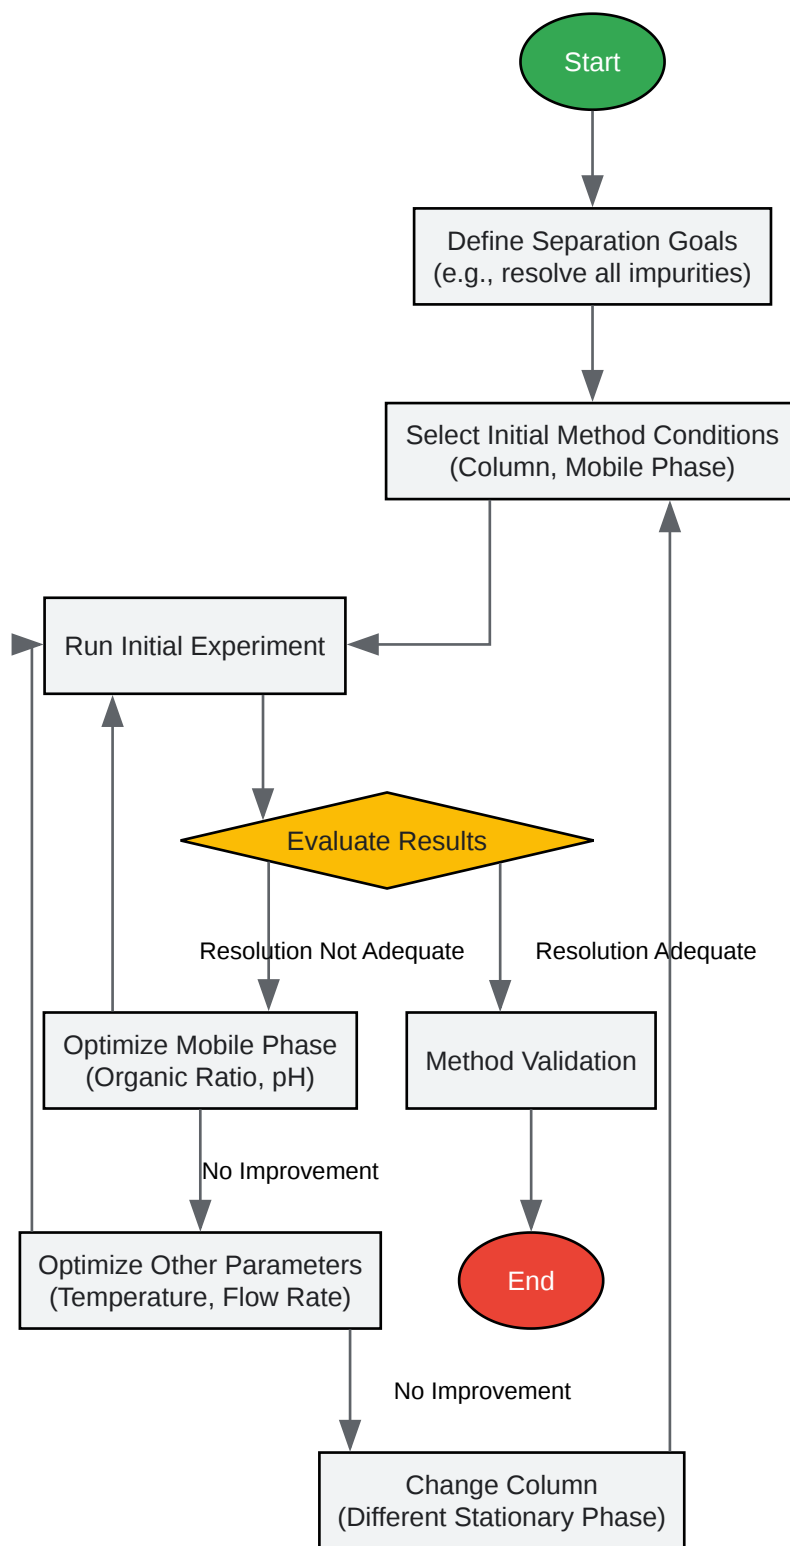 Start
Define Separation Goals
(e.g., resolve all impurities)
Select Initial Method Conditions
(Column, Mobile Phase)
Run Initial Experiment
Evaluate Results
Resolution Not Adequate
Resolution Adequate
Optimize Mobile Phase
(Organic Ratio, pH)
Method Validation
No Improvement
Optimize Other Parameters
(Temperature, Flow Rate)
End
No Improvement
Change Column
(Different Stationary Phase)